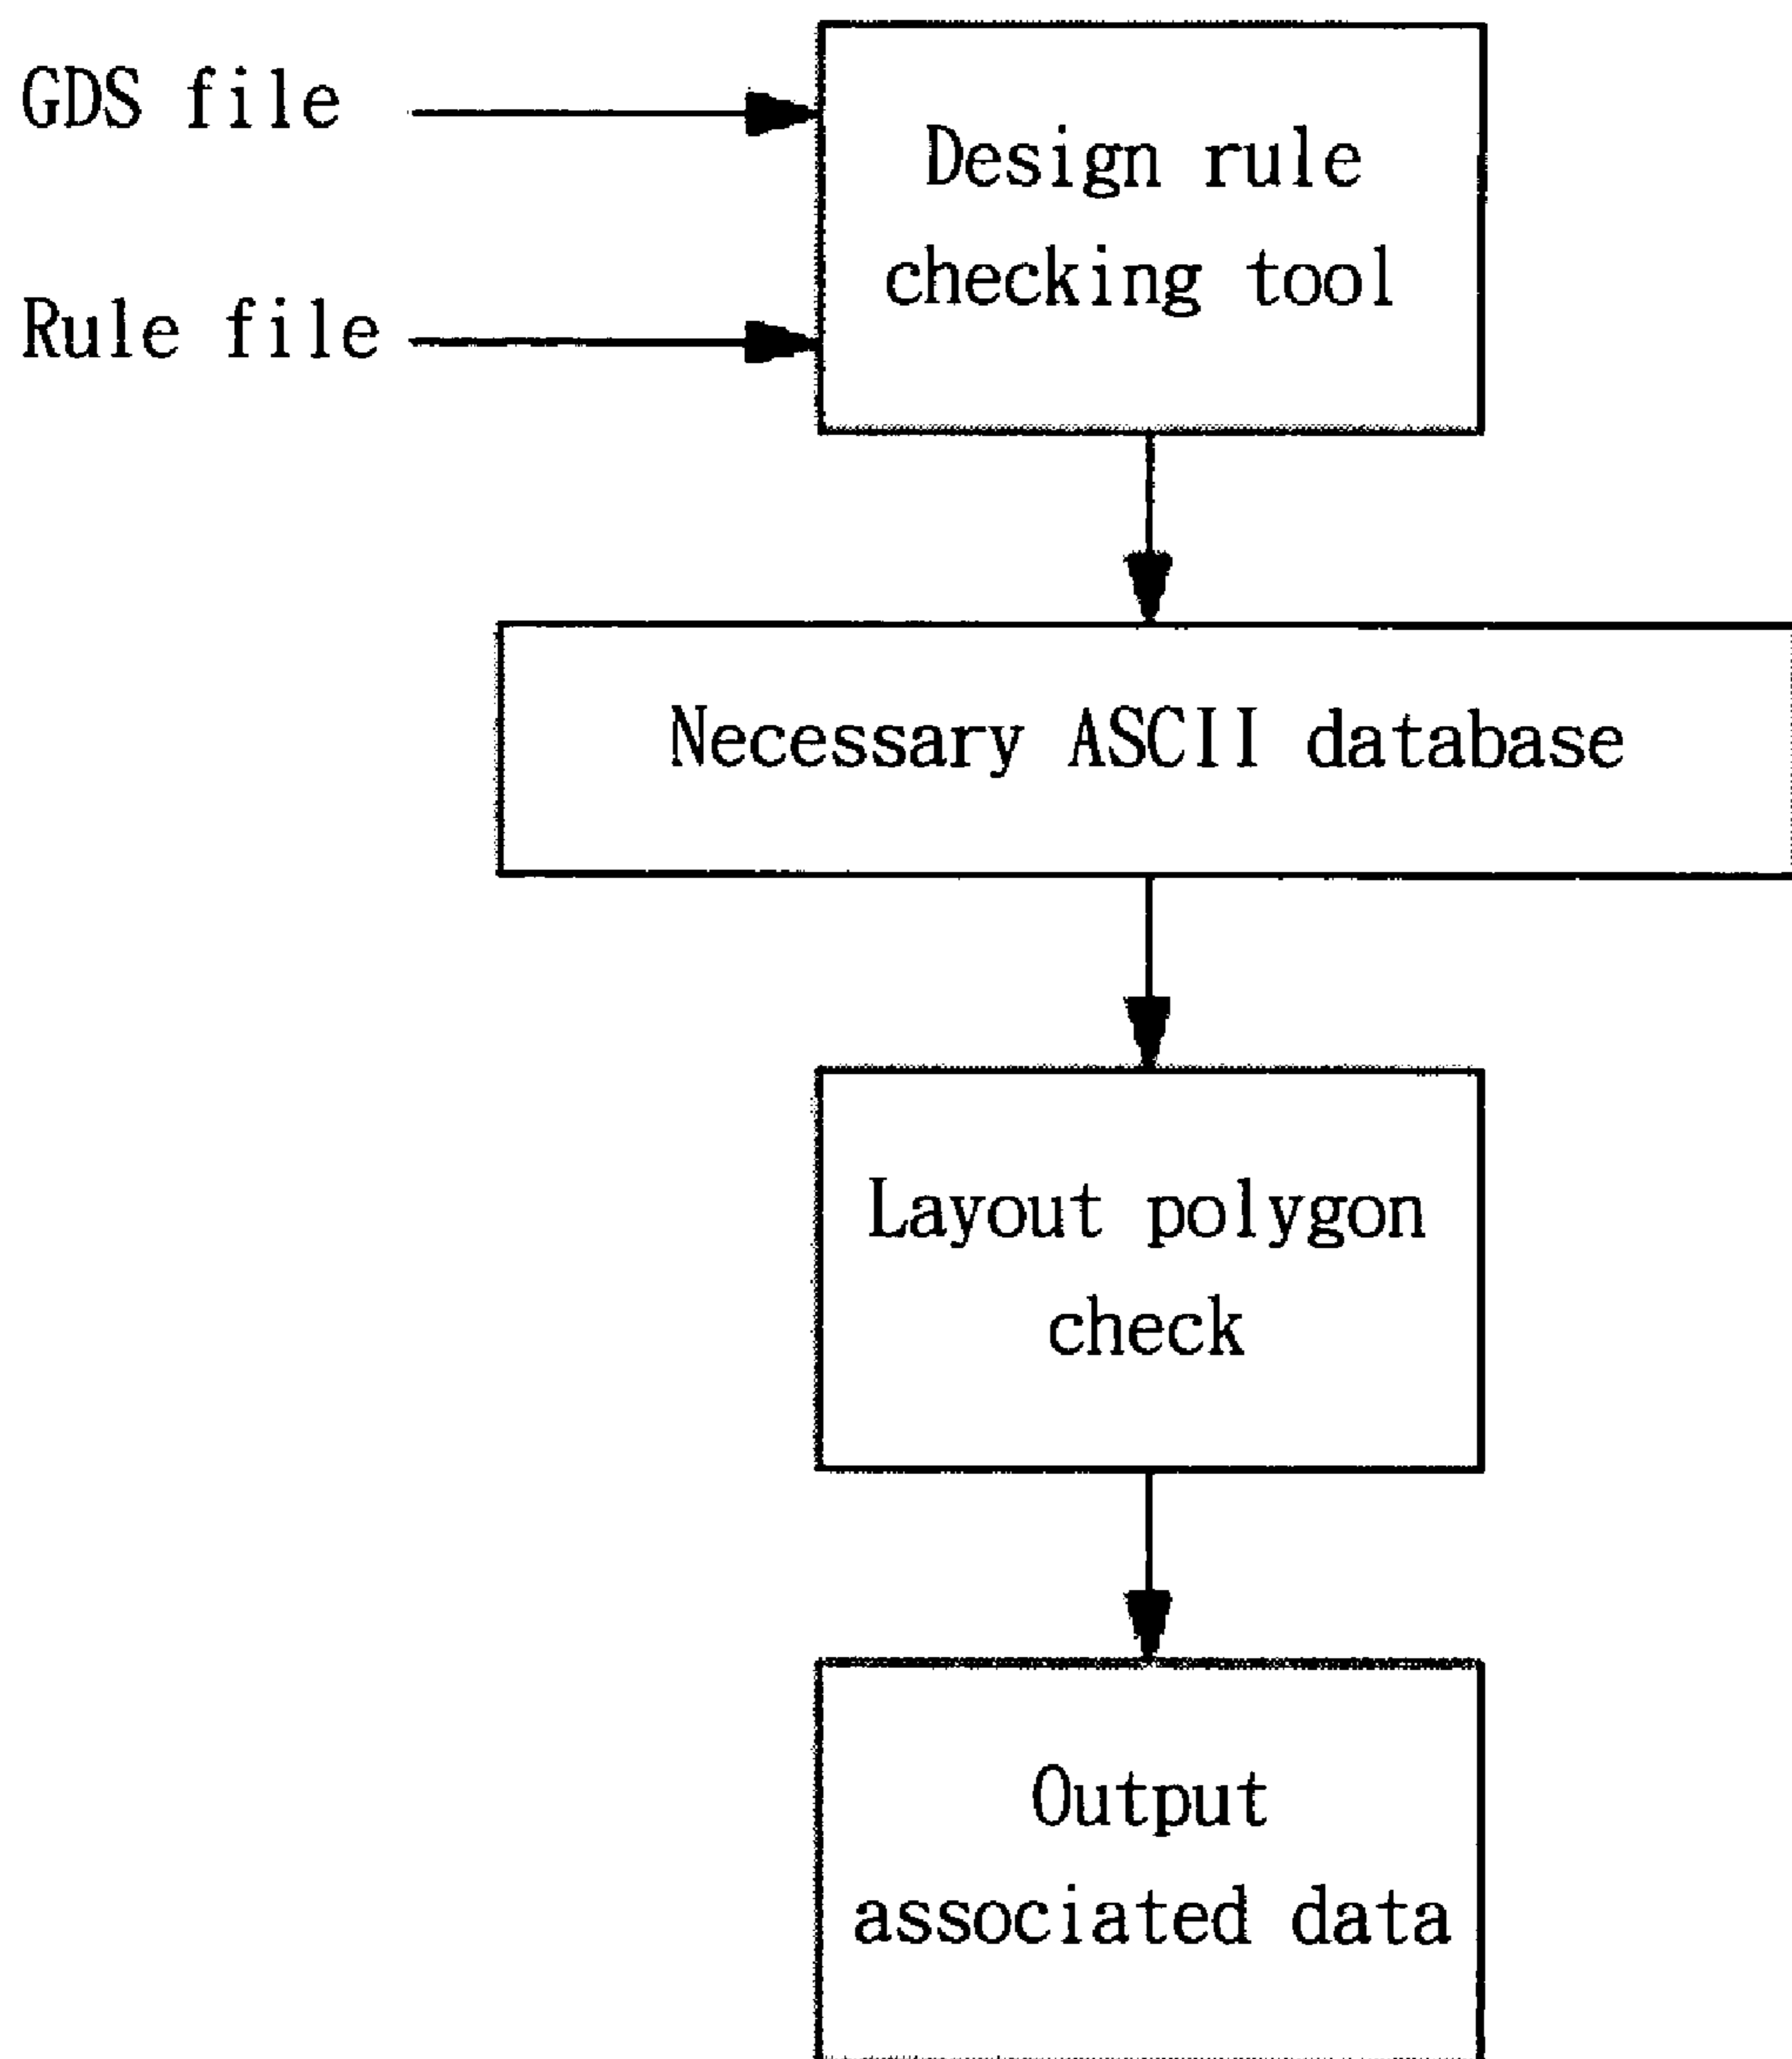 GDS file
Rule file
Design rule
checking tool
Necessary ASCII database
Layout polygon
check
Output
associated data